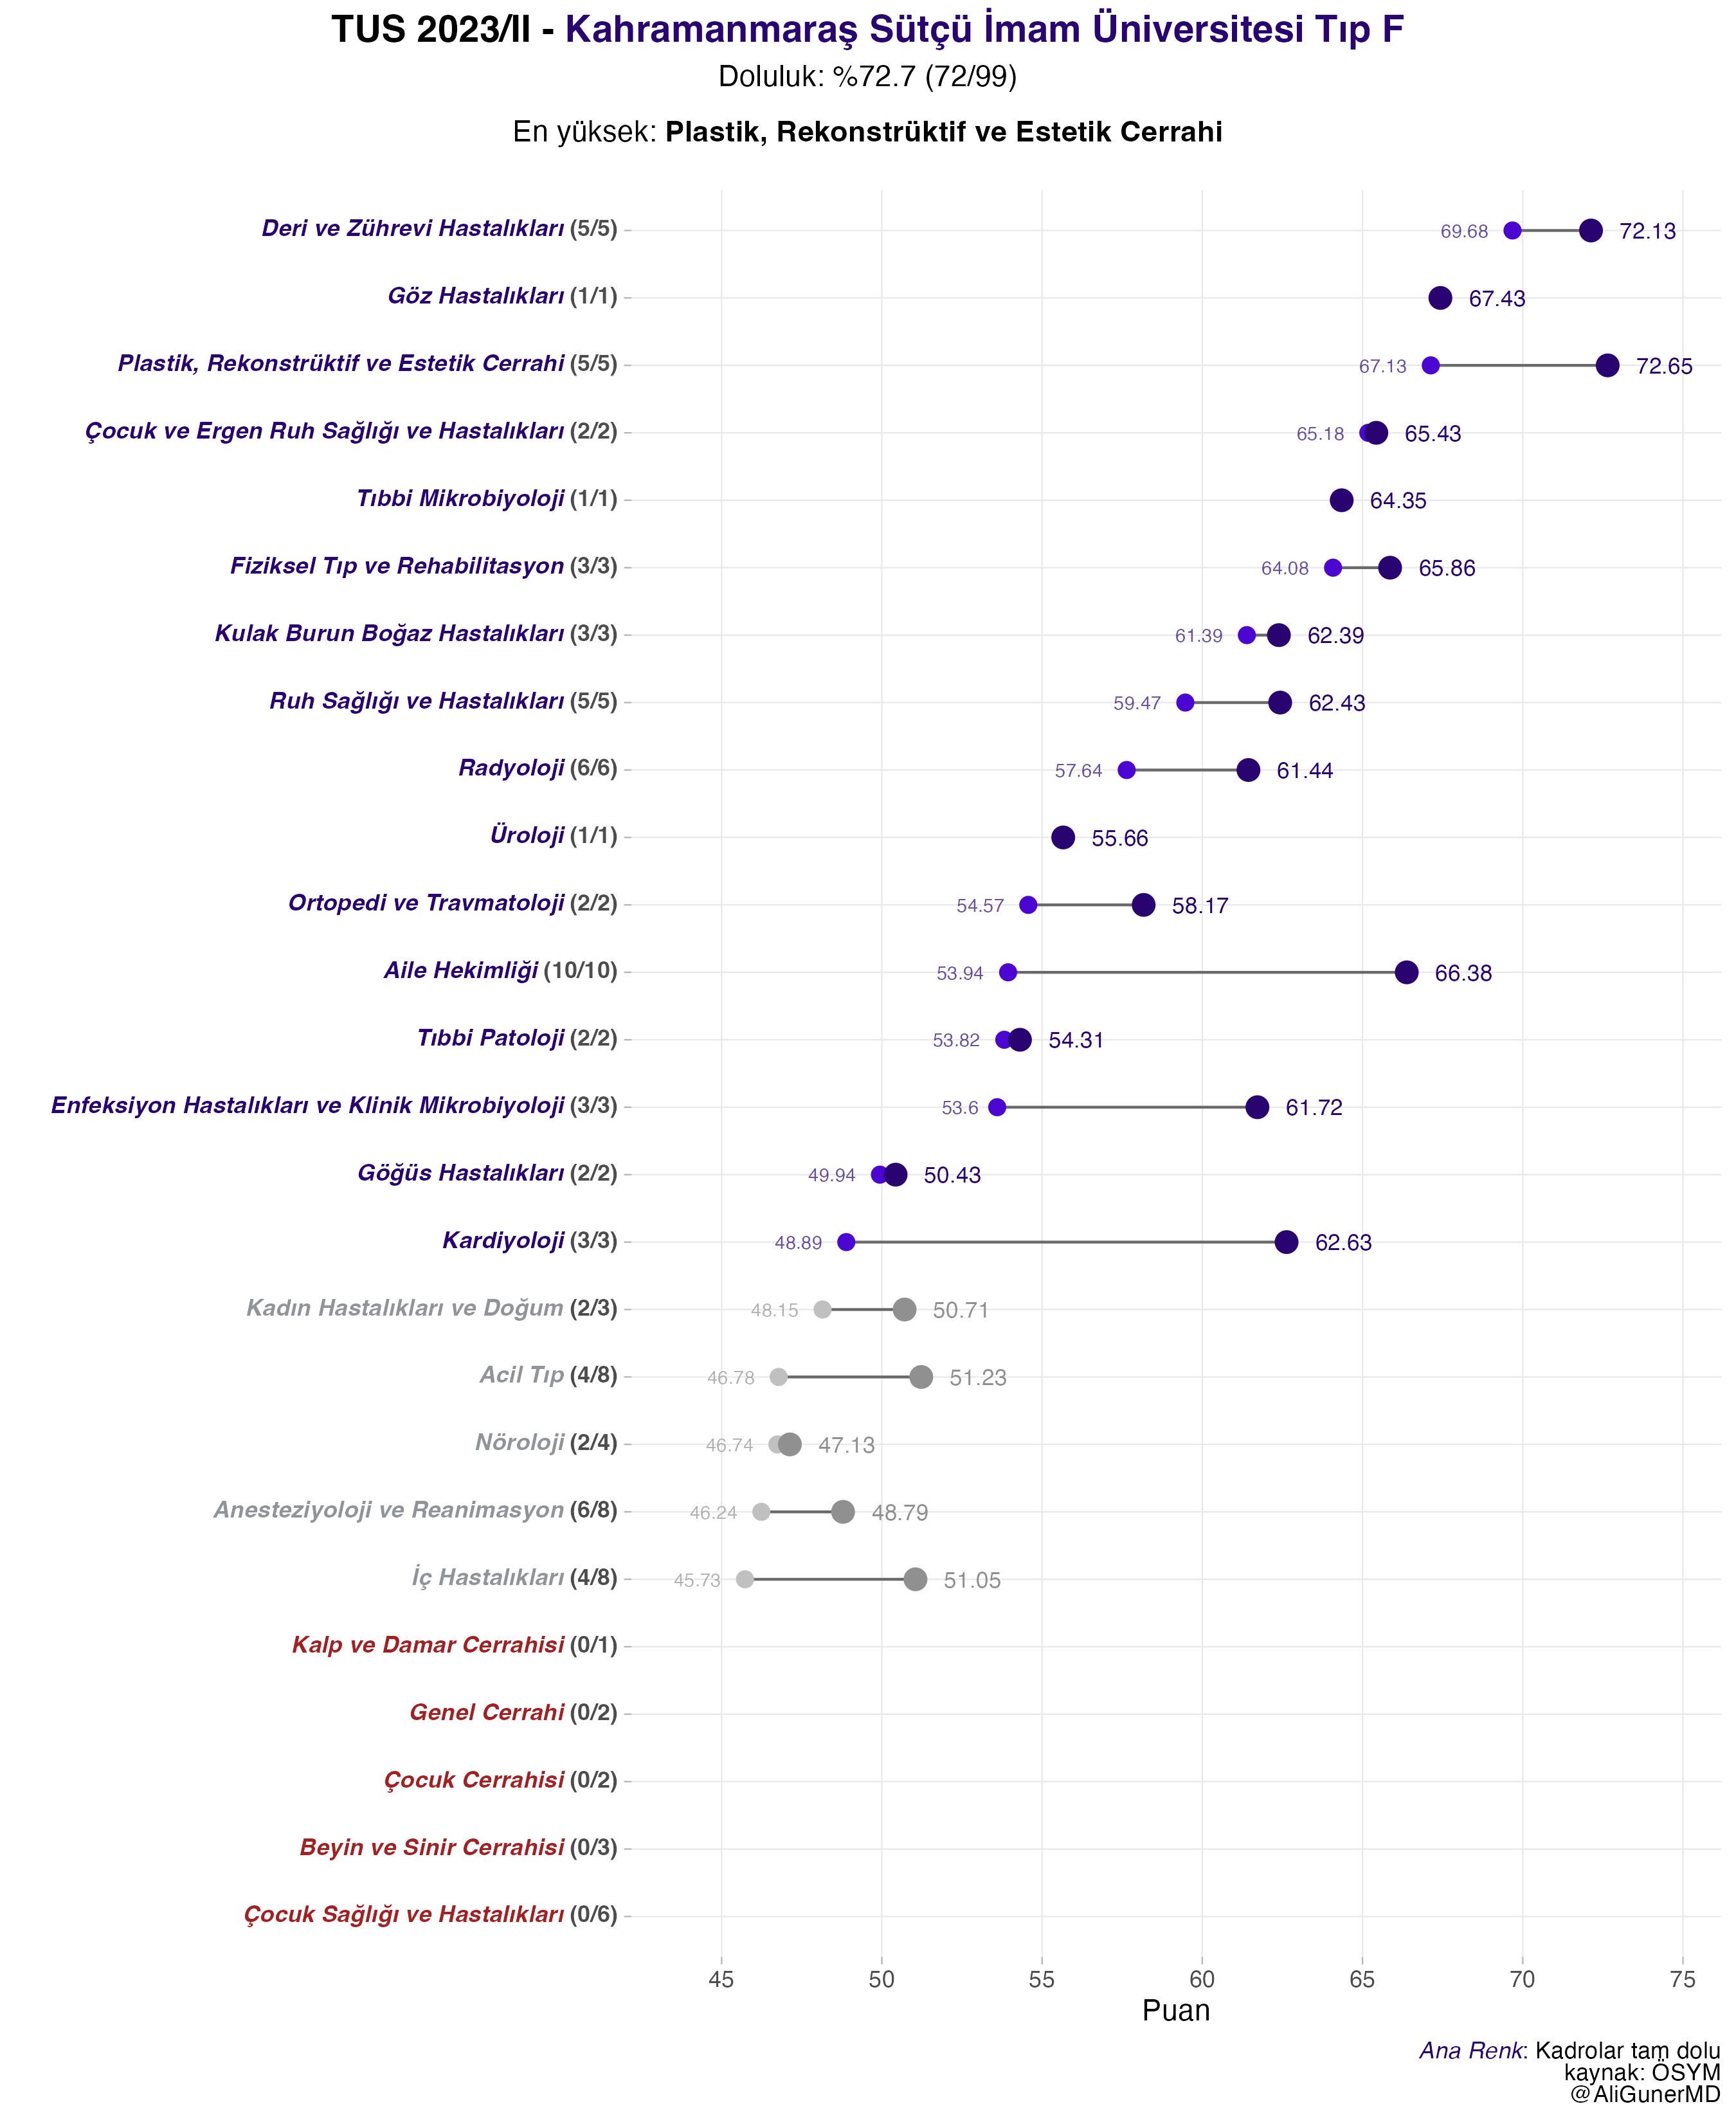 TUS 2023/II - Kahramanmaraş Sütçü İmam Üniversitesi Tıp F
Doluluk: %72.7 (72/99)
En yüksek: Plastik, Rekonstrüktif ve Estetik Cerrahi
Deri ve Zührevi Hastalıkları (5/5) 69.68 72.13
Göz Hastalıkları (1/1) 67.43
Plastik, Rekonstrüktif ve Estetik Cerrahi (5/5) 67.13 72.65
Çocuk ve Ergen Ruh Sağlığı ve Hastalıkları (2/2) 65.18 65.43
Tıbbi Mikrobiyoloji (1/1) 64.35
Fiziksel Tıp ve Rehabilitasyon (3/3) 64.08 65.86
Kulak Burun Boğaz Hastalıkları (3/3) 61.39 62.39
Ruh Sağlığı ve Hastalıkları (5/5) 59.47 62.43
Radyoloji (6/6) 57.64 61.44
Üroloji (1/1) 55.66
Ortopedi ve Travmatoloji (2/2) 54.57 58.17
Aile Hekimliği (10/10) 53.94 66.38
Tıbbi Patoloji (2/2) 53.82 54.31
Enfeksiyon Hastalıkları ve Klinik Mikrobiyoloji (3/3) 53.6 61.72
Göğüs Hastalıkları (2/2) 49.94 50.43
Kardiyoloji (3/3) 48.89 62.63
Kadın Hastalıkları ve Doğum (2/3) 48.15 50.71
Acil Tıp (4/8) 46.78 51.23
Nöroloji (2/4) 46.74 47.13
Anesteziyoloji ve Reanimasyon (6/8) 46.24 48.79
İç Hastalıkları (4/8) 45.73 51.05
Kalp ve Damar Cerrahisi (0/1)
Genel Cerrahi (0/2)
Çocuk Cerrahisi (0/2)
Beyin ve Sinir Cerrahisi (0/3)
Çocuk Sağlığı ve Hastalıkları (0/6)
45 50 55 60 65 70 75
Puan
Ana Renk: Kadrolar tam dolu
kaynak: ÖSYM
@AliGunerMD